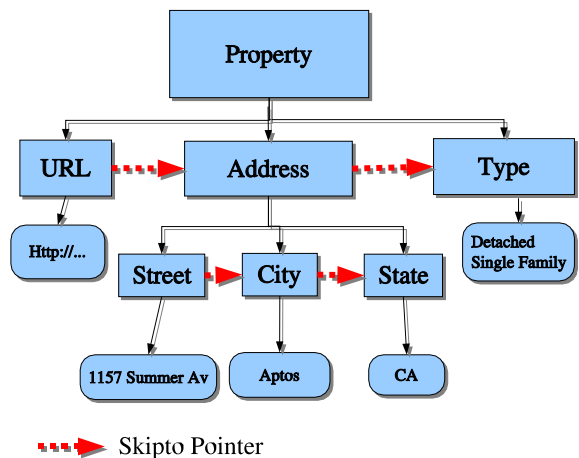 Property
URL
Address
Type
Http://...
Detached
Single Family
Street
City
State
1157 Summer Av
Aptos
CA
Skipto Pointer